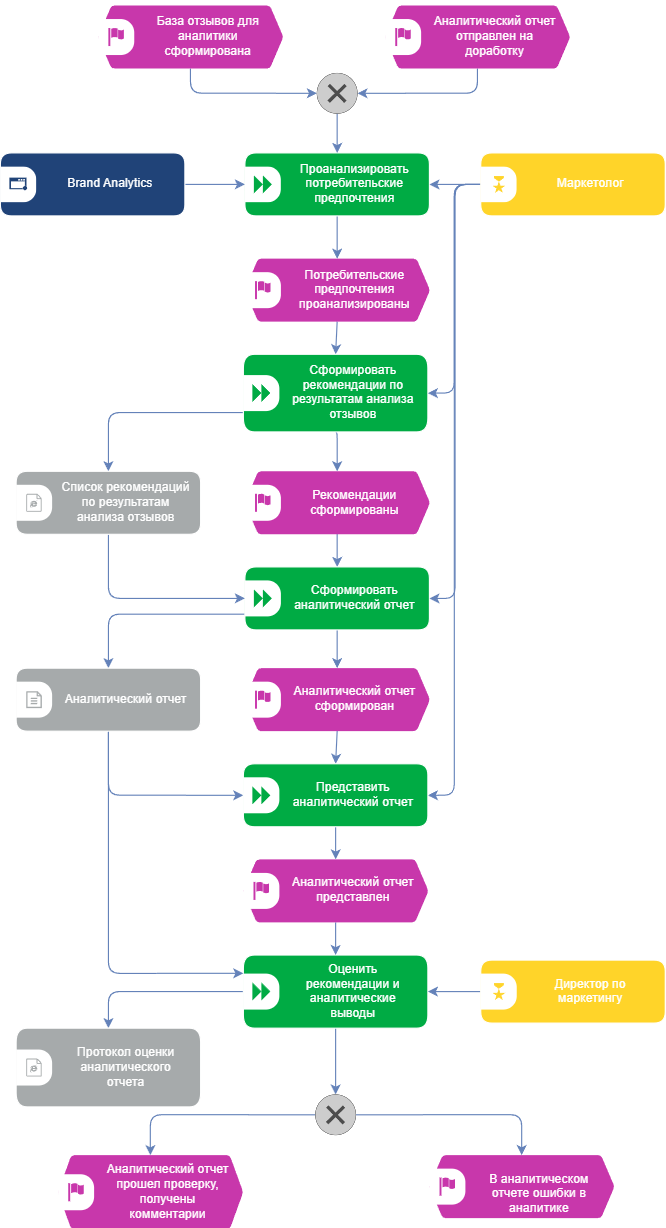 База отзывов для
аналитики
сформирована
Аналитический отчет
отправлен на
доработку
Brand Analytics
Проанализировать
потребительские
предпочтения
Маркетолог
Потребительские
предпочтения
проанализированы
Сформировать
рекомендации по
результатам анализа
отзывов
Список рекомендаций
по результатам
анализа отзывов
Рекомендации
сформированы
Сформировать
аналитический отчет
Аналитический отчет
Аналитический отчет
сформирован
Представить
аналитический отчет
Аналитический отчет
представлен
Оценить
рекомендации и
аналитические
выводы
Директор по
маркетингу
Протокол оценки
аналитического
отчета
Аналитический отчет
прошел проверку,
получены
комментарии
В аналитическом
отчете ошибки в
аналитике